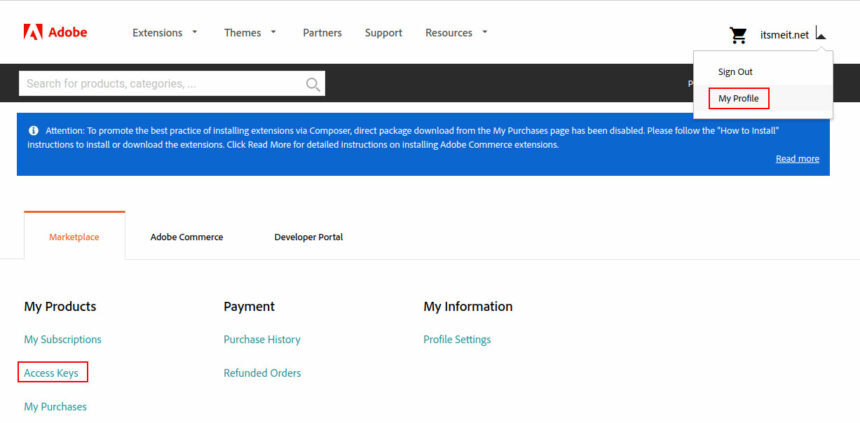 Adobe
Extensions
Themes
Partners
Support
Resources
itsmeit.net
Sign Out
My Profile
Search for products, categories, ...
P
Attention: To promote the best practice of installing extensions via Composer, direct package download from the My Purchases page has been disabled. Please follow the "How to Install"
instructions to install or download the extensions. Click Read More for detailed instructions on installing Adobe Commerce extensions.
Read more
Marketplace
Adobe Commerce
Developer Portal
My Products
Payment
My Information
My Subscriptions
Purchase History
Profile Settings
Access Keys
Refunded Orders
My Purchases